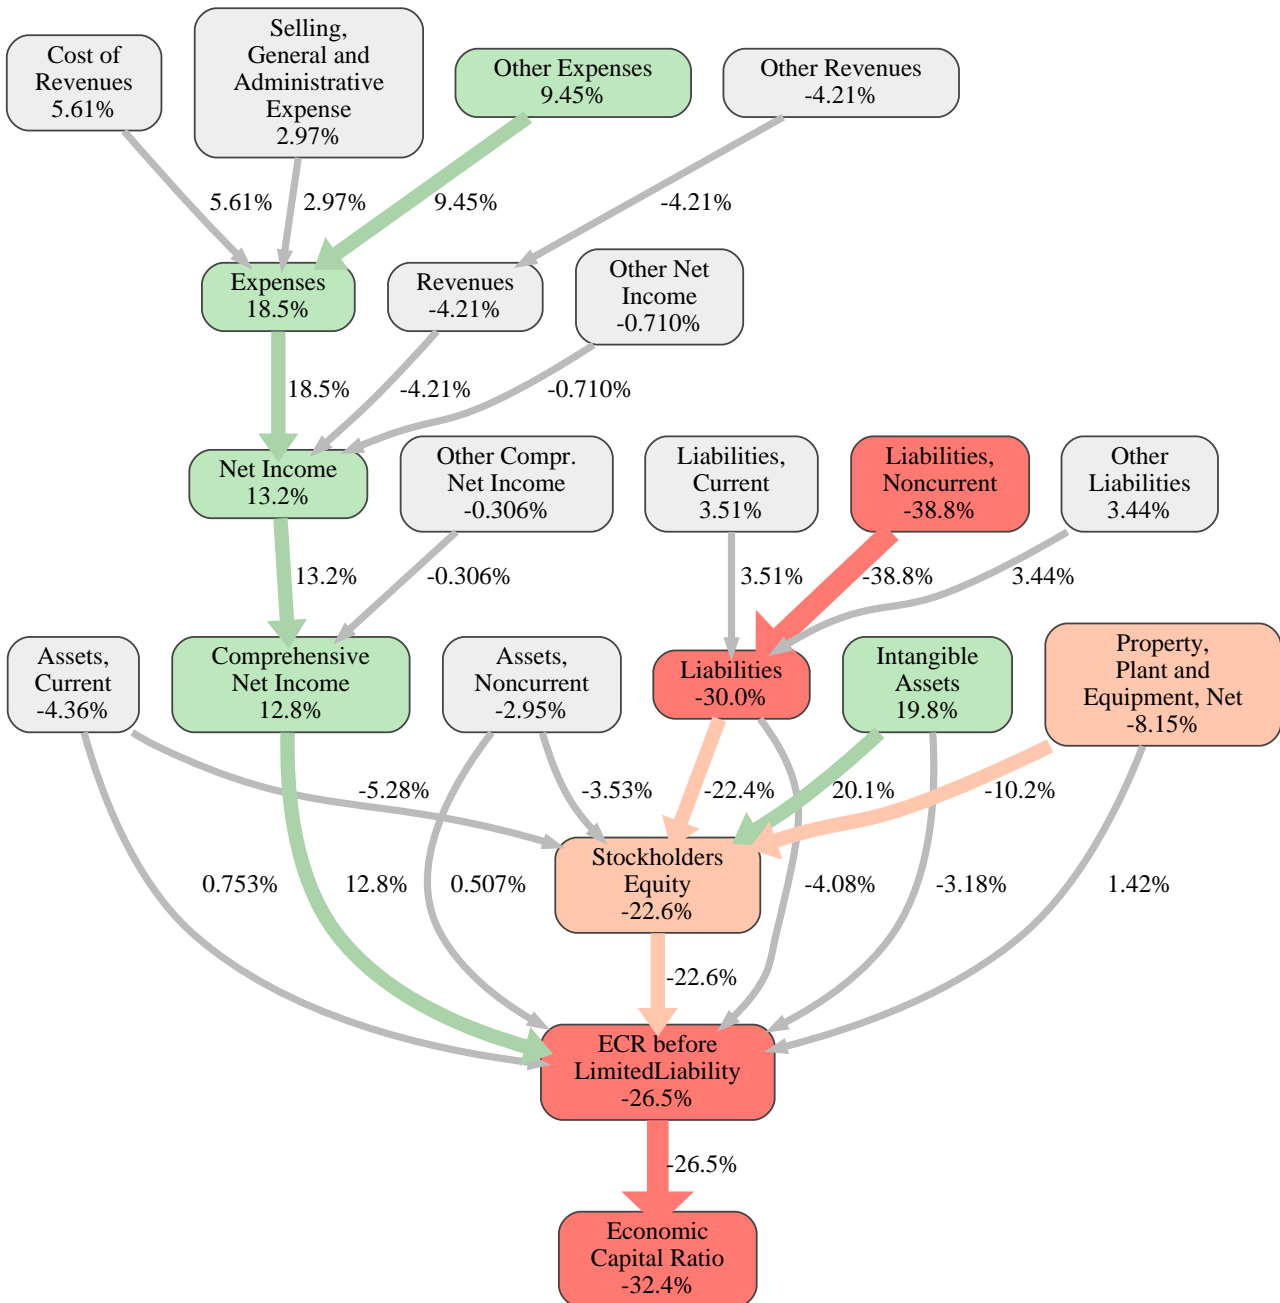 Cost of
Revenues
5.61%
Selling,
General and
Administrative
Expense
2.97%
Other Expenses
9.45%
Other Revenues
-4.21%
5.61%
2.97%
9.45%
-4.21%
Expenses
18.5%
Revenues
-4.21%
Other Net
Income
-0.710%
18.5%
-4.21%
-0.710%
Net Income
13.2%
Other Compr.
Net Income
-0.306%
Liabilities,
Current
3.51%
Liabilities,
Noncurrent
-38.8%
Other
Liabilities
3.44%
13.2%
-0.306%
3.51%
-38.8%
3.44%
Assets,
Current
-4.36%
Comprehensive
Net Income
12.8%
Assets,
Noncurrent
-2.95%
Liabilities
-30.0%
Intangible
Assets
19.8%
Property,
Plant and
Equipment, Net
-8.15%
-5.28%
-3.53%
-22.4%
20.1%
-10.2%
0.753%
12.8%
0.507%
Stockholders
Equity
-22.6%
-4.08%
-3.18%
1.42%
-22.6%
ECR before
LimitedLiability
-26.5%
-26.5%
Economic
Capital Ratio
-32.4%